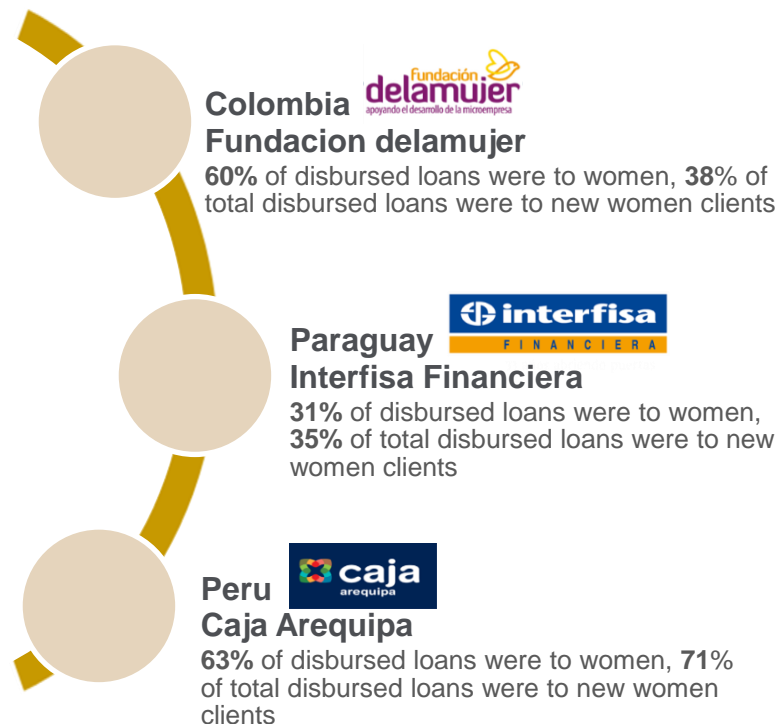 Colombia
fundación
delamujer
apoyando el desarrollo de la microempresa
Fundacion delamujer
60% of disbursed loans were to women, 38% of
total disbursed loans were to new women clients
Paraguay
interfisa
FINANCIERA
Interfisa Financiera
31% of disbursed loans were to women,
35% of total disbursed loans were to new
women clients
Peru
caja
arequipa
Caja Arequipa
63% of disbursed loans were to women, 71%
of total disbursed loans were to new women
clients